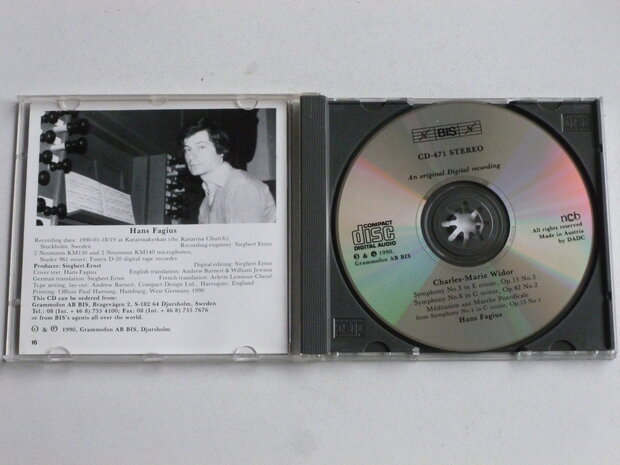 Hans Fagius
Recording data: 1990-01-18/19 at Katarinakyrkan (the Katarina Church),
Stockholm, Sweden Recording engineer: Siegbert Ernst
2 Neumann KM130 and 2 Neumann KM140 microphones;
Studer 961 mixer; Fostex D-20 digital tape recorder
Producer: Siegbert Ernst Digital editing: Siegbert Ernst
Cover-text: Hans Fagius English translation: Andrew Barnett & William Jewson
German translation: Siegbert Ernst French translation: Arlette Lemieux-Chené
Type setting, lay-out: Andrew Barnett, Compact Design Ltd., Harrogate, England
Printing: Offizin Paul Hartung, Hamburg, West Germany 1990
This CD can be ordered from:
Grammofon AB BIS, Bragevägen 2, S-182 64 Djursholm, Sweden
Tel.: 08 (Int. + 46 8) 755 4100; Fax: 08 (Int. + 46 8) 755 7676
or from BIS's agents all over the world.
© & ℗ 1990, Grammofon AB BIS, Djursholm
16
BIS
CD-471 STEREO
An original Digital recording
COMPACT
disc
DIGITAL AUDIO
℗ & © 1990,
Grammofon AB BIS
ncb
All rights reserved
Made in Austria
by DADC
Charles-Marie Widor
Symphony No.3 in E minor, Op.13 No.3
Symphony No.6 in G minor, Op.42 No.2
Méditation and Marche Pontificale
from Symphony No.1 in C minor, Op.13 No.1
Hans Fagius